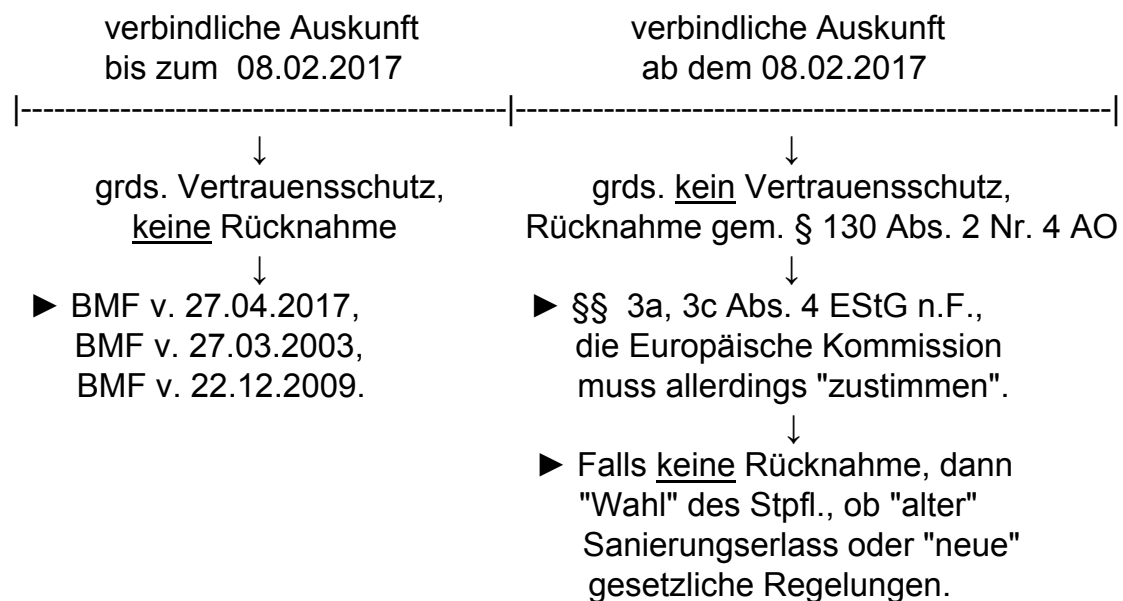 verbindliche Auskunft
bis zum 08.02.2017
verbindliche Auskunft
ab dem 08.02.2017
|--------------------------------------------|------------------------------------------------------|
↓
grds. Vertrauensschutz,
keine Rücknahme
↓
► BMF v. 27.04.2017,
BMF v. 27.03.2003,
BMF v. 22.12.2009.
↓
grds. kein Vertrauensschutz,
Rücknahme gem. § 130 Abs. 2 Nr. 4 AO
↓
► §§ 3a, 3c Abs. 4 EStG n.F.,
die Europäische Kommission
muss allerdings "zustimmen".
↓
► Falls keine Rücknahme, dann
"Wahl" des Stpfl., ob "alter"
Sanierungserlass oder "neue"
gesetzliche Regelungen.